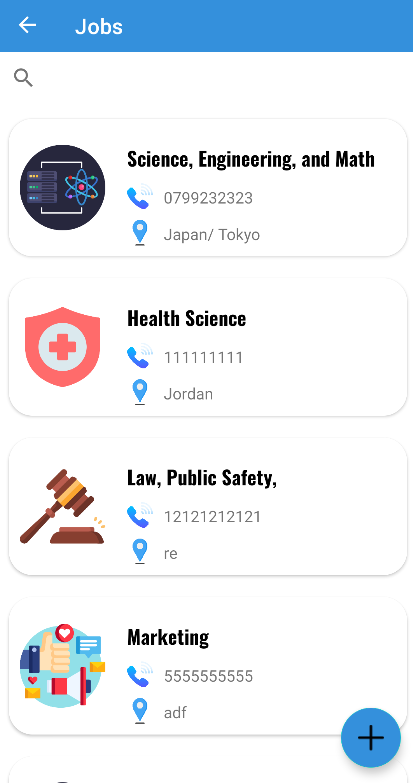 Jobs
Science, Engineering, and Math
0799232323
Japan/ Tokyo
Health Science
111111111
Jordan
Law, Public Safety,
12121212121
re
Marketing
5555555555
adf